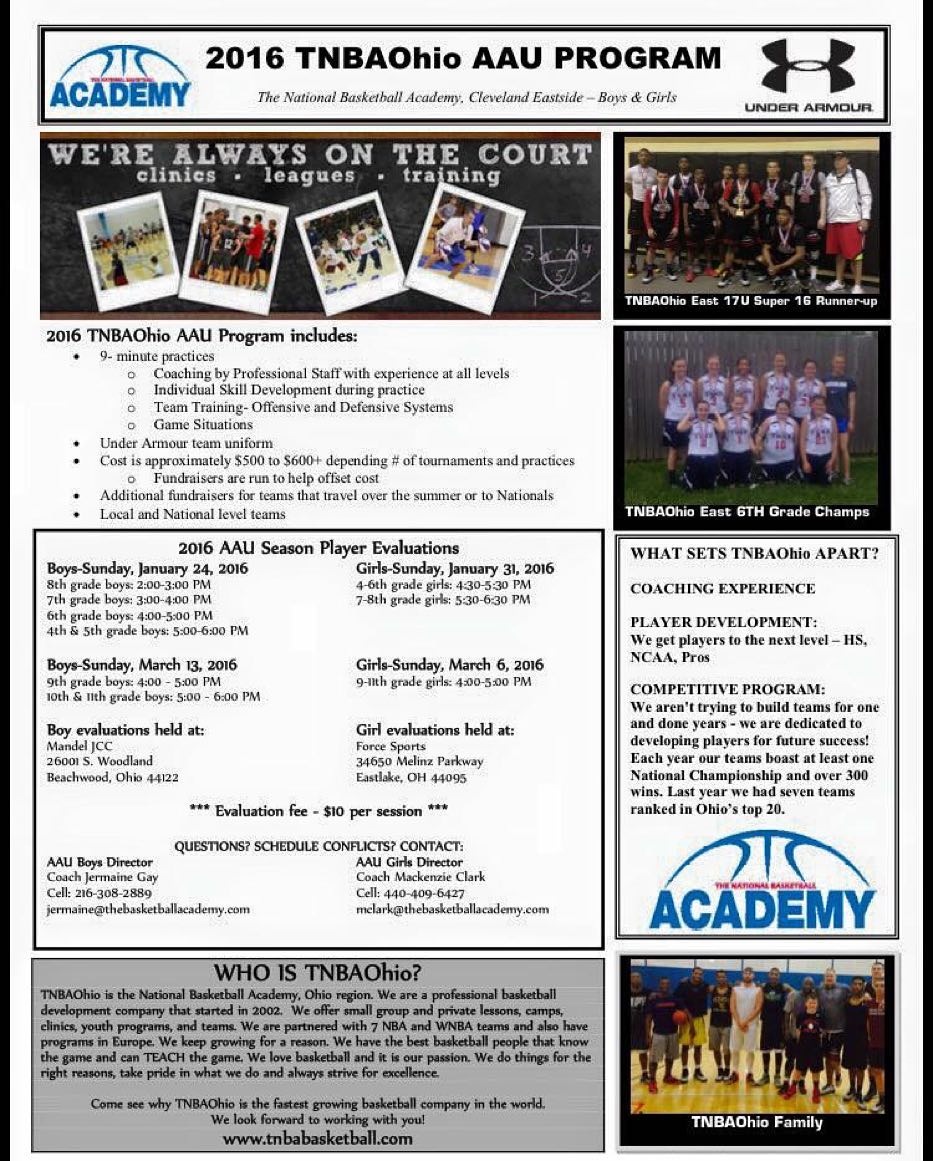 THE NATIONAL BASKETBALL
ACADEMY
2016 TNBAOhio AAU PROGRAM
The National Basketball Academy, Cleveland Eastside – Boys & Girls
UNDER ARMOUR
WE'RE ALWAYS ON THE COURT
clinics • leagues • training
3 4
5
1 2
TNBAOhio East 17U Super 16 Runner-up
2016 TNBAOhio AAU Program includes:
• 9- minute practices
o Coaching by Professional Staff with experience at all levels
o Individual Skill Development during practice
o Team Training- Offensive and Defensive Systems
o Game Situations
• Under Armour team uniform
• Cost is approximately $500 to $600+ depending # of tournaments and practices
o Fundraisers are run to help offset cost
• Additional fundraisers for teams that travel over the summer or to Nationals
• Local and National level teams
TNBAOhio East 6TH Grade Champs
2016 AAU Season Player Evaluations
Boys-Sunday, January 24, 2016
8th grade boys: 2:00-3:00 PM
7th grade boys: 3:00-4:00 PM
6th grade boys: 4:00-5:00 PM
4th & 5th grade boys: 5:00-6:00 PM
Girls-Sunday, January 31, 2016
4-6th grade girls: 4:30-5:30 PM
7-8th grade girls: 5:30-6:30 PM
Boys-Sunday, March 13, 2016
9th grade boys: 4:00 - 5:00 PM
10th & 11th grade boys: 5:00 - 6:00 PM
Girls-Sunday, March 6, 2016
9-11th grade girls: 4:00-5:00 PM
Boy evaluations held at:
Mandel JCC
26001 S. Woodland
Beachwood, Ohio 44122
Girl evaluations held at:
Force Sports
34650 Melinz Parkway
Eastlake, OH 44095
*** Evaluation fee - $10 per session ***
QUESTIONS? SCHEDULE CONFLICTS? CONTACT:
AAU Boys Director
Coach Jermaine Gay
Cell: 216-308-2889
jermaine@thebasketballacademy.com
AAU Girls Director
Coach Mackenzie Clark
Cell: 440-409-6427
mclark@thebasketballacademy.com
WHAT SETS TNBAOhio APART?
COACHING EXPERIENCE
PLAYER DEVELOPMENT:
We get players to the next level – HS,
NCAA, Pros
COMPETITIVE PROGRAM:
We aren't trying to build teams for one
and done years - we are dedicated to
developing players for future success!
Each year our teams boast at least one
National Championship and over 300
wins. Last year we had seven teams
ranked in Ohio's top 20.
THE NATIONAL BASKETBALL
ACADEMY
WHO IS TNBAOhio?
TNBAOhio is the National Basketball Academy, Ohio region. We are a professional basketball
development company that started in 2002. We offer small group and private lessons, camps,
clinics, youth programs, and teams. We are partnered with 7 NBA and WNBA teams and also have
programs in Europe. We keep growing for a reason. We have the best basketball people that know
the game and can TEACH the game. We love basketball and it is our passion. We do things for the
right reasons, take pride in what we do and always strive for excellence.
Come see why TNBAOhio is the fastest growing basketball company in the world.
We look forward to working with you!
www.tnbabasketball.com
TNBAOhio Family